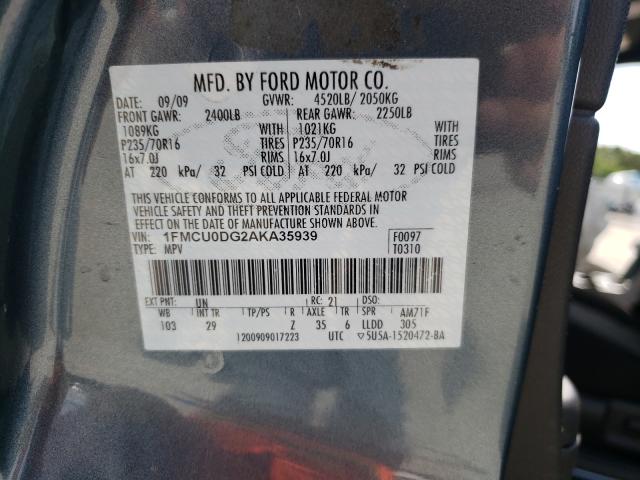 MFD. BY FORD MOTOR CO.
DATE: 09/09 GVWR: 4520LB/ 2050KG
FRONT GAWR: 2400LB REAR GAWR: 2250LB
1089KG WITH 1021KG WITH
P235/70R16 TIRES P235/70R16 TIRES
16x7.0J RIMS 16x7.0J RIMS
AT 220 kPa/ 32 PSI COLD AT 220 kPa/ 32 PSI COLD
THIS VEHICLE CONFORMS TO ALL APPLICABLE FEDERAL MOTOR
VEHICLE SAFETY AND THEFT PREVENTION STANDARDS IN
EFFECT ON THE DATE OF MANUFACTURE SHOWN ABOVE.
VIN: 1FMCU0DG2AKA35939 F0097
TYPE: MPV T0310
EXT PNT: UN RC: 21 DSO:
WB INT TR TP/PS R AXLE TR SPR AM71F
103 29 Z 35 6 LLDD 305
1200909017223 UTC ▽5U5A-1520472-BA